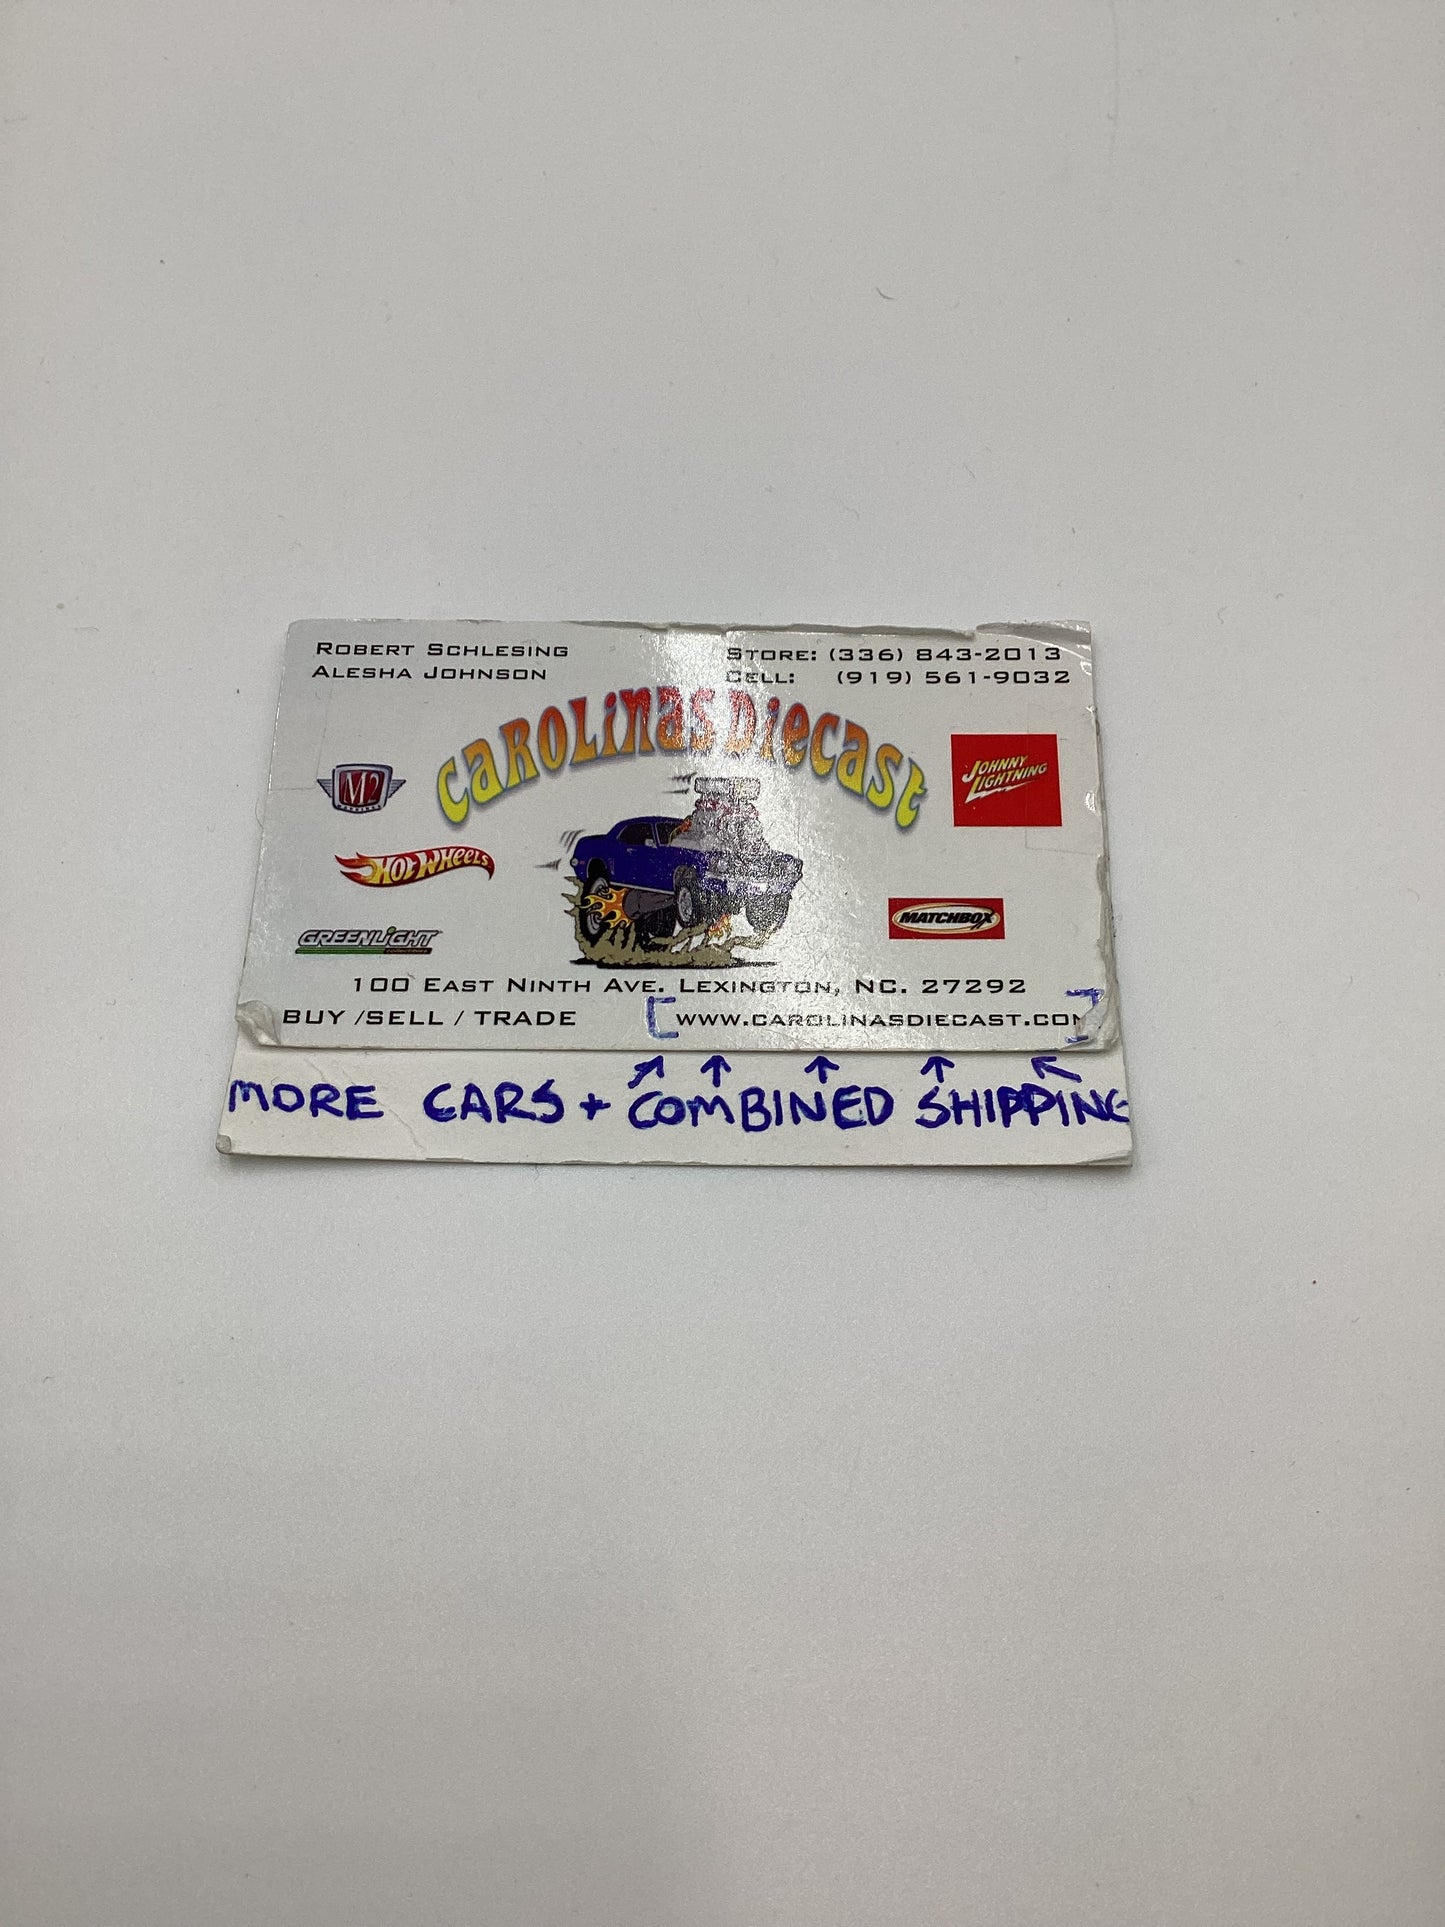 ROBERT SCHLESING
ALESHA JOHNSON
STORE: (336) 843-2013
CELL: (919) 561-9032
CAROLINAS DIECAST
M2
MACHINES
JOHNNY
LIGHTNING
HOT WHEELS
MATCHBOX
GREENLIGHT
100 EAST NINTH AVE. LEXINGTON, NC. 27292
BUY /SELL / TRADE [WWW.CAROLINASDIECAST.COM]
↗ ↑ ↑ ↑ ↖
MORE CARS + COMBINED SHIPPING